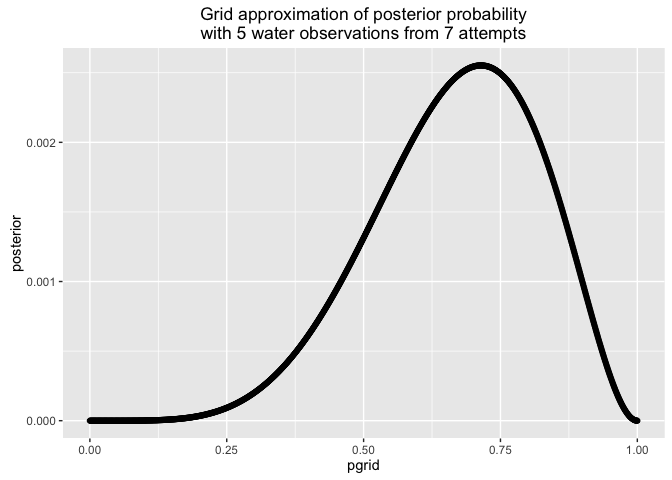 Grid approximation of posterior probability
with 5 water observations from 7 attempts
posterior
0.002
0.001
0.000
0.00 0.25 0.50 0.75 1.00
pgrid